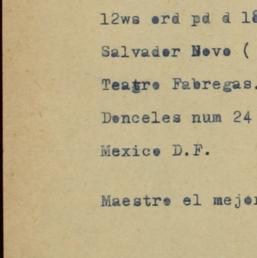 12ws ord pd d 18
Salvador Novo (
Teatro Fabregas.
Donceles num 24
Mexico D.F.
Maestro el mejor